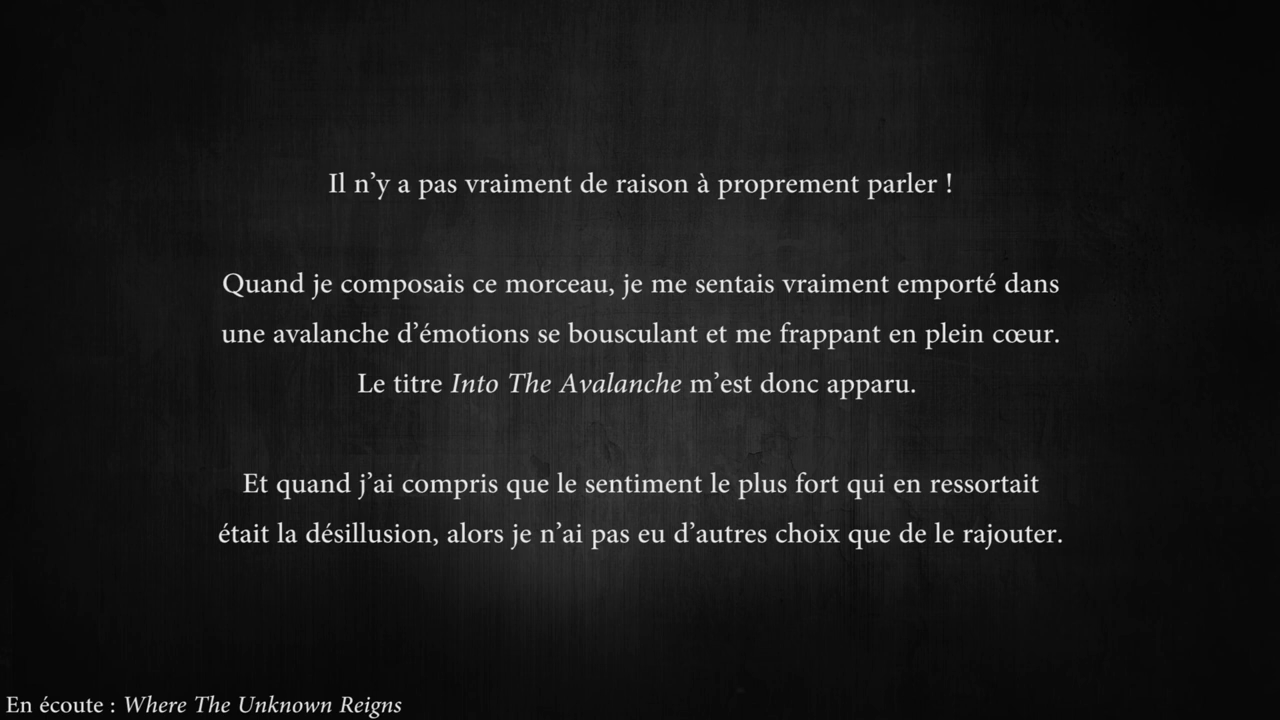 Il n’y a pas vraiment de raison à proprement parler !
Quand je composais ce morceau, je me sentais vraiment emporté dans
une avalanche d’émotions se bousculant et me frappant en plein cœur.
Le titre Into The Avalanche m’est donc apparu.
Et quand j’ai compris que le sentiment le plus fort qui en ressortait
était la désillusion, alors je n’ai pas eu d’autres choix que de le rajouter.
En écoute : Where The Unknown Reigns